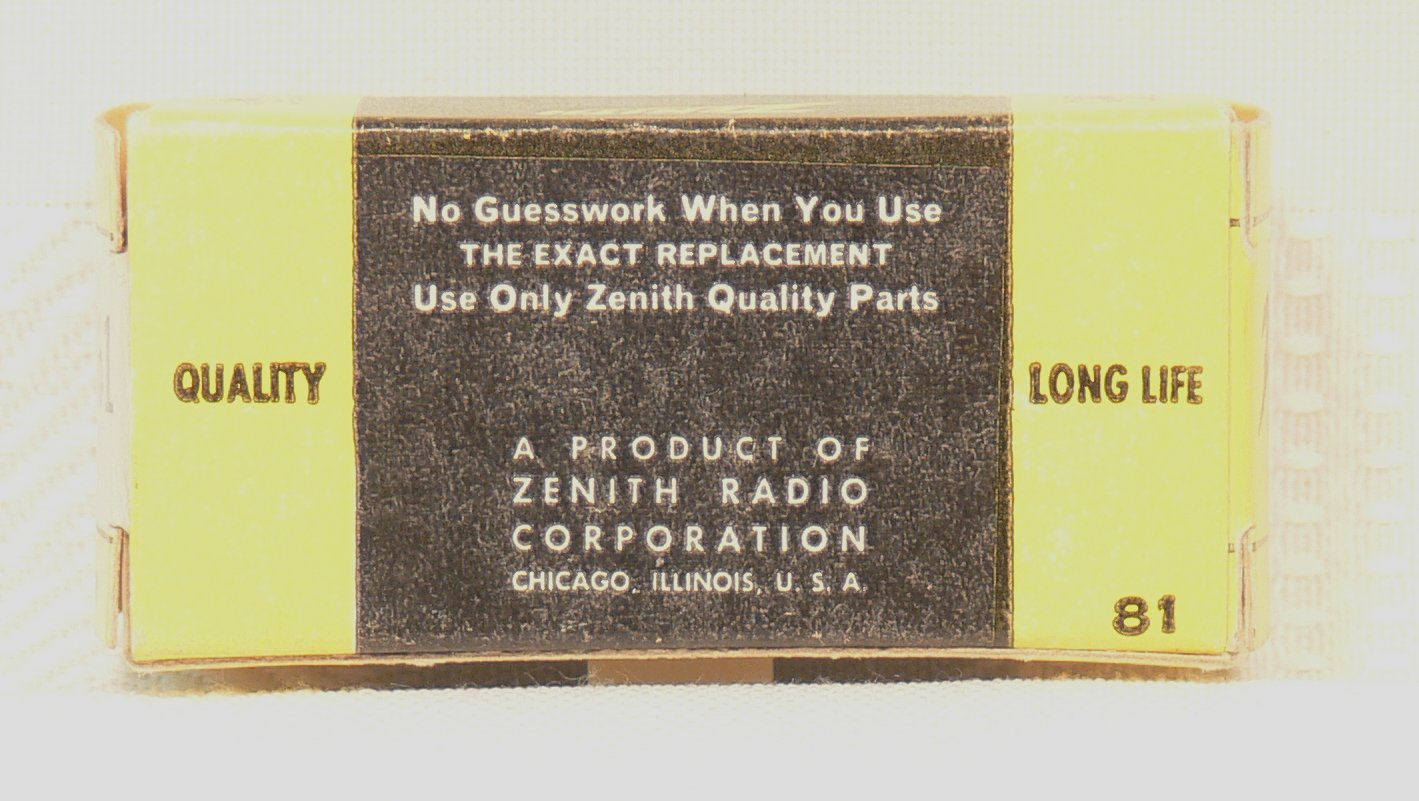 No Guesswork When You Use
THE EXACT REPLACEMENT
Use Only Zenith Quality Parts
QUALITY
LONG LIFE
A PRODUCT OF
ZENITH RADIO
CORPORATION
CHICAGO, ILLINOIS, U. S. A.
81